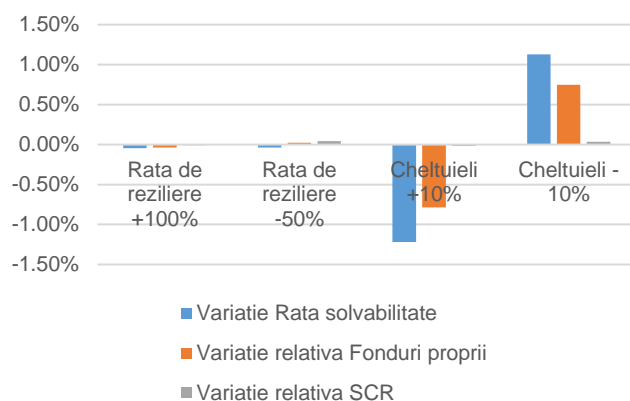 1.50%
1.00%
0.50%
0.00%
-0.50%
-1.00%
-1.50%
Rata de
reziliere
+100%
Rata de
reziliere
-50%
Cheltuieli
+10%
Cheltuieli -
10%
Variatie Rata solvabilitate
Variatie relativa Fonduri proprii
Variatie relativa SCR